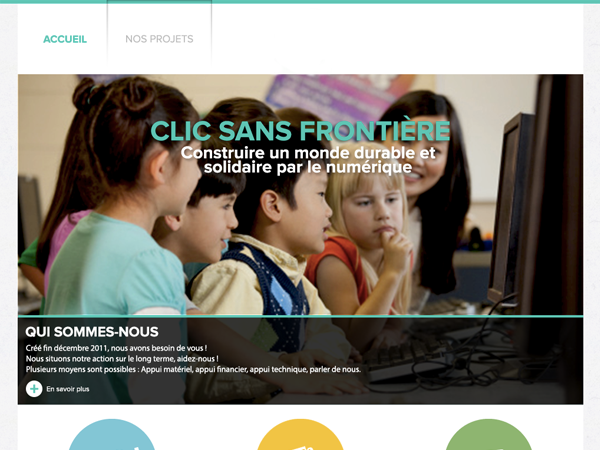 ACCUEIL
NOS PROJETS
CLIC SANS FRONTIÈRE
Construire un monde durable et
solidaire par le numérique
QUI SOMMES-NOUS
Créé fin décembre 2011, nous avons besoin de vous !
Nous situons notre action sur le long terme, aidez-nous !
Plusieurs moyens sont possibles : Appui matériel, appui financier, appui technique, parler de nous.
En savoir plus